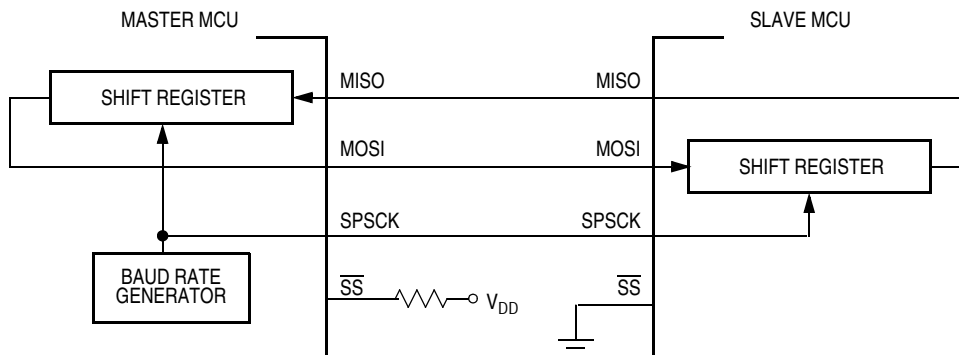 MASTER MCU
SLAVE MCU
SHIFT REGISTER
MISO
MISO
MOSI
MOSI
SHIFT REGISTER
SPSCK
SPSCK
BAUD RATE
GENERATOR
SS
VDD
SS